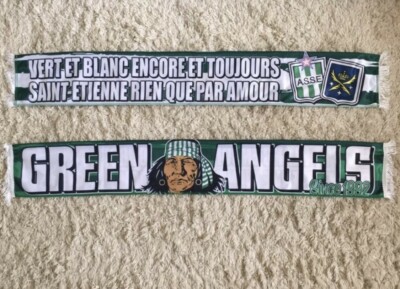 VERT ET BLANC ENCORE ET TOUJOURS
SAINT-ETIENNE RIEN QUE PAR AMOUR
ASSE
GREEN ANGELS